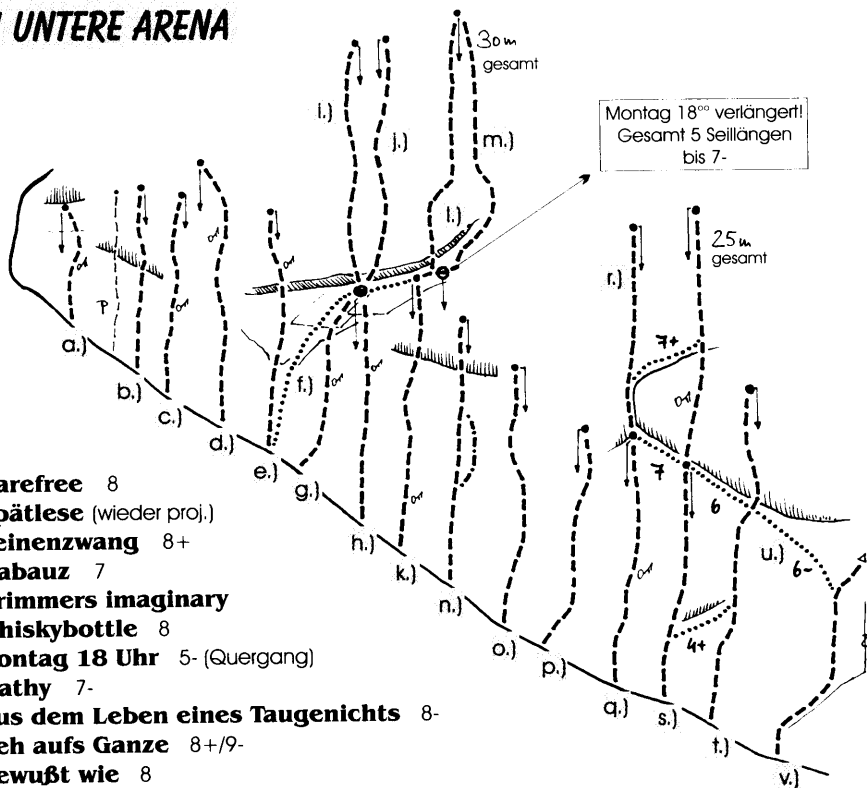 UNTERE ARENA
30m
gesamt
Montag 18⁰⁰ verlängert!
Gesamt 5 Seillängen
bis 7-
i.)
j.)
m.)
l.)
25m
gesamt
r.)
7+
P
a.)
b.)
c.)
d.)
e.)
f.)
g.)
7
6
u.)
6-
h.)
k.)
n.)
4+
o.)
p.)
q.)
s.)
t.)
v.)
arefree 8
pätlese (wieder proj.)
einenzwang 8+
abauz 7
rimmers imaginary
hiskybottle 8
ontag 18 Uhr 5- (Quergang)
athy 7-
us dem Leben eines Taugenichts 8-
eh aufs Ganze 8+/9-
ewußt wie 8